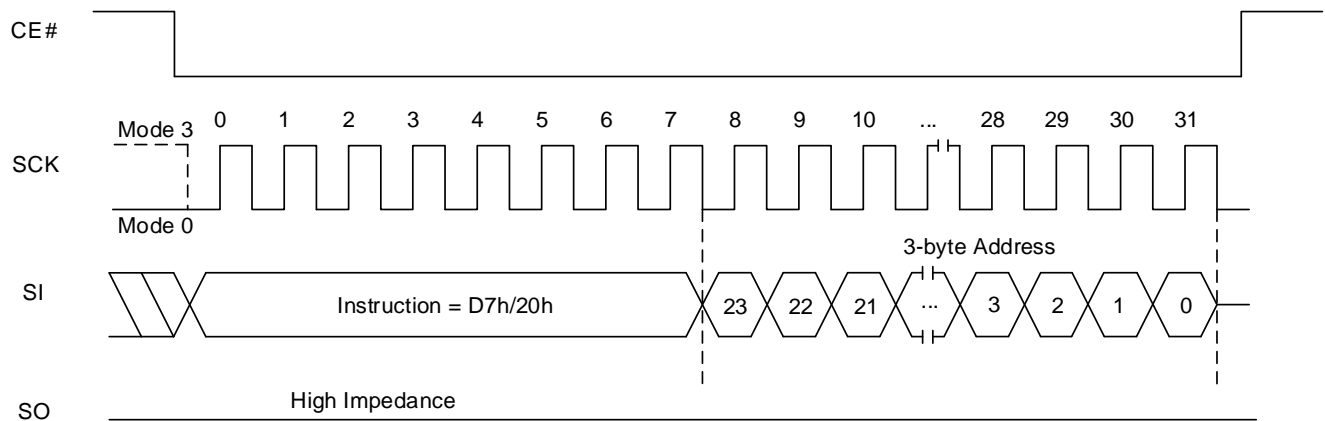 CE#
0 1 2 3 4 5 6 7 8 9 10 ... 28 29 30 31
Mode 3
SCK
Mode 0
3-byte Address
SI
Instruction = D7h/20h 23 22 21 ... 3 2 1 0
High Impedance
SO